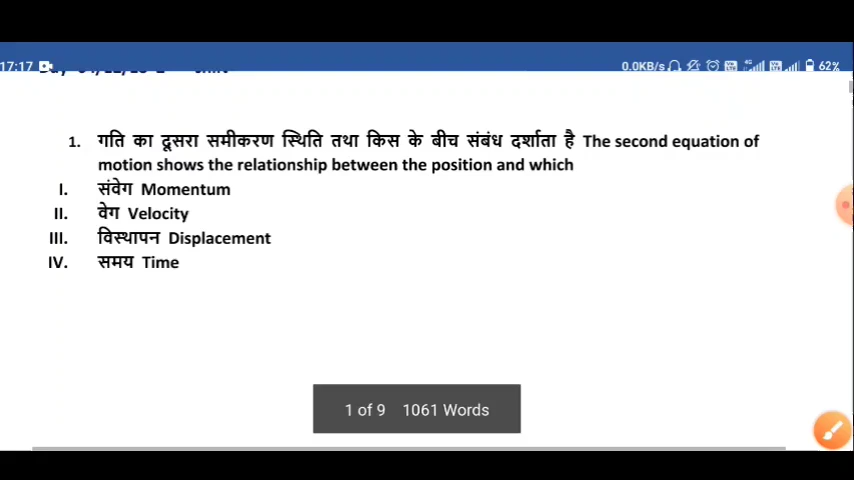 17:17
0.0KB/s 4G 62%
1. गति का दूसरा समीकरण स्थिति तथा किस के बीच संबंध दर्शाता है The second equation of
motion shows the relationship between the position and which
I. संवेग Momentum
II. वेग Velocity
III. विस्थापन Displacement
IV. समय Time
1 of 9 1061 Words